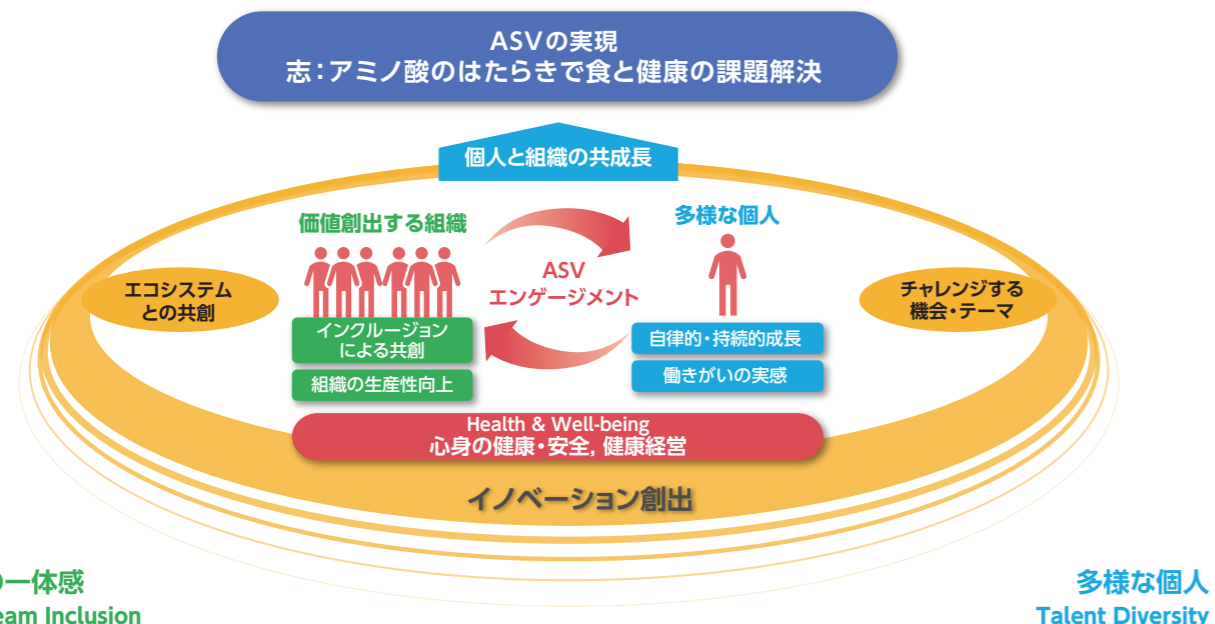 ASVの実現
志：アミノ酸のはたらきで食と健康の課題解決
個人と組織の共成長
価値創出する組織
多様な個人
ASV
エンゲージメント
エコシステム
との共創
チャレンジする
機会・テーマ
インクルージョン
による共創
組織の生産性向上
自律的・持続的成長
働きがいの実感
Health & Well-being
心身の健康・安全, 健康経営
イノベーション創出
一体感
Inclusion
多様な個人
Talent Diversity